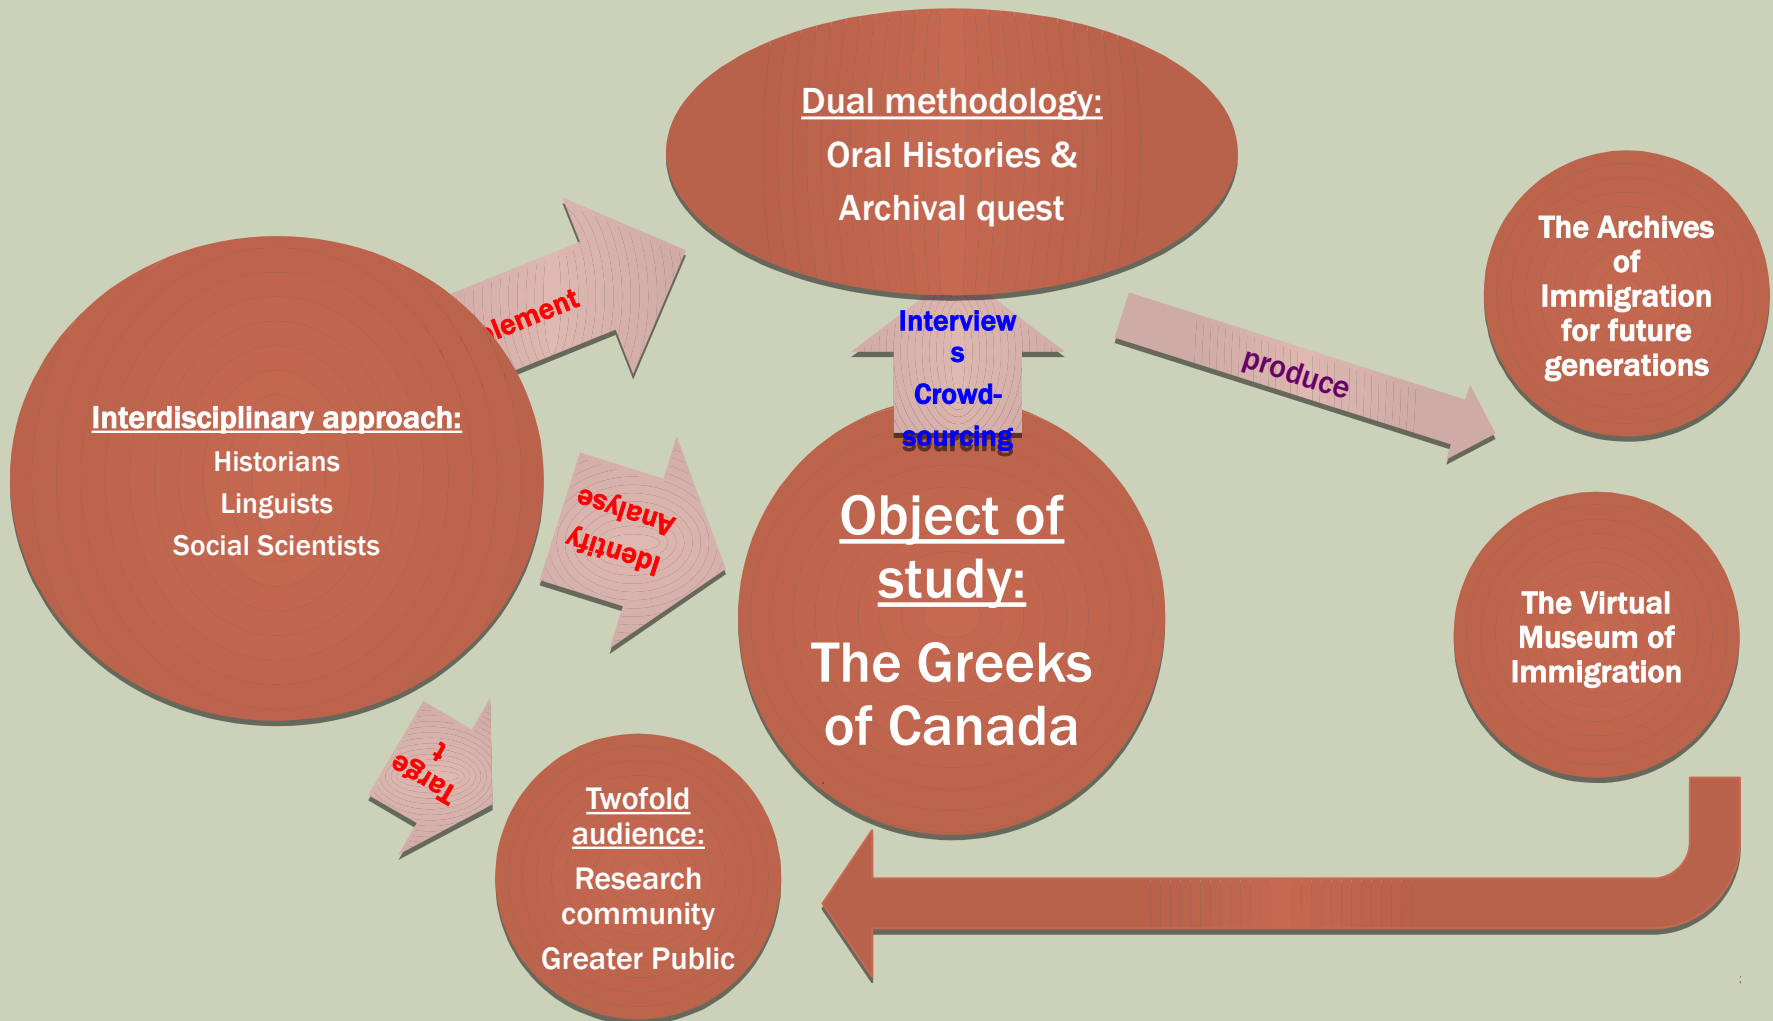 Dual methodology:
Oral Histories &
Archival quest
The Archives
of
Immigration
for future
generations
plement
Interview
s
Crowd-
sourcing
produce
Interdisciplinary approach:
Historians
Linguists
Social Scientists
Identify
Analyse
Object of
study:
The Greeks
of Canada
The Virtual
Museum of
Immigration
Targe
t
Twofold
audience:
Research
community
Greater Public